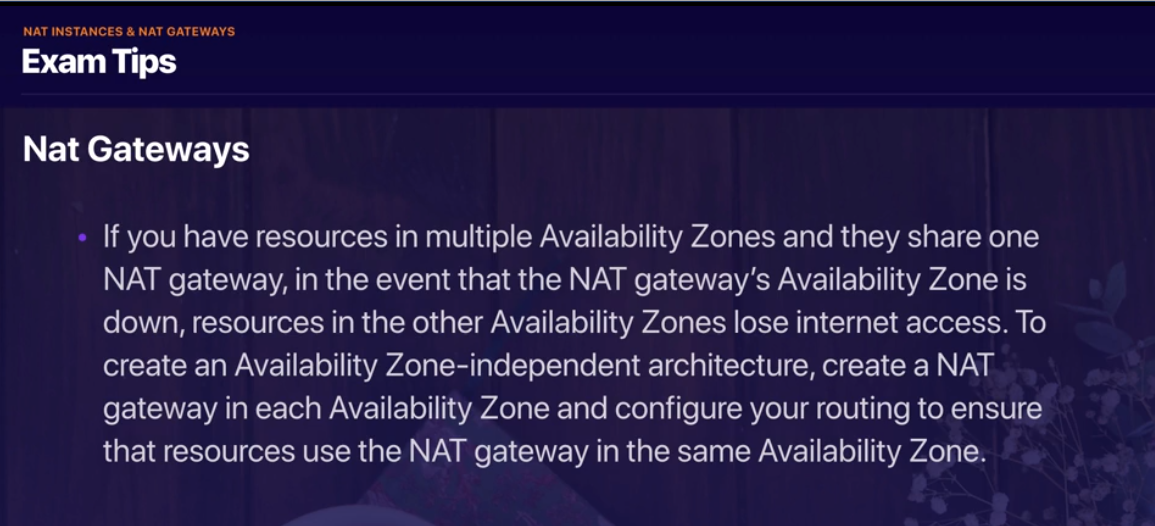 NAT INSTANCES & NAT GATEWAYS
Exam Tips
Nat Gateways
• If you have resources in multiple Availability Zones and they share one
NAT gateway, in the event that the NAT gateway’s Availability Zone is
down, resources in the other Availability Zones lose internet access. To
create an Availability Zone-independent architecture, create a NAT
gateway in each Availability Zone and configure your routing to ensure
that resources use the NAT gateway in the same Availability Zone.